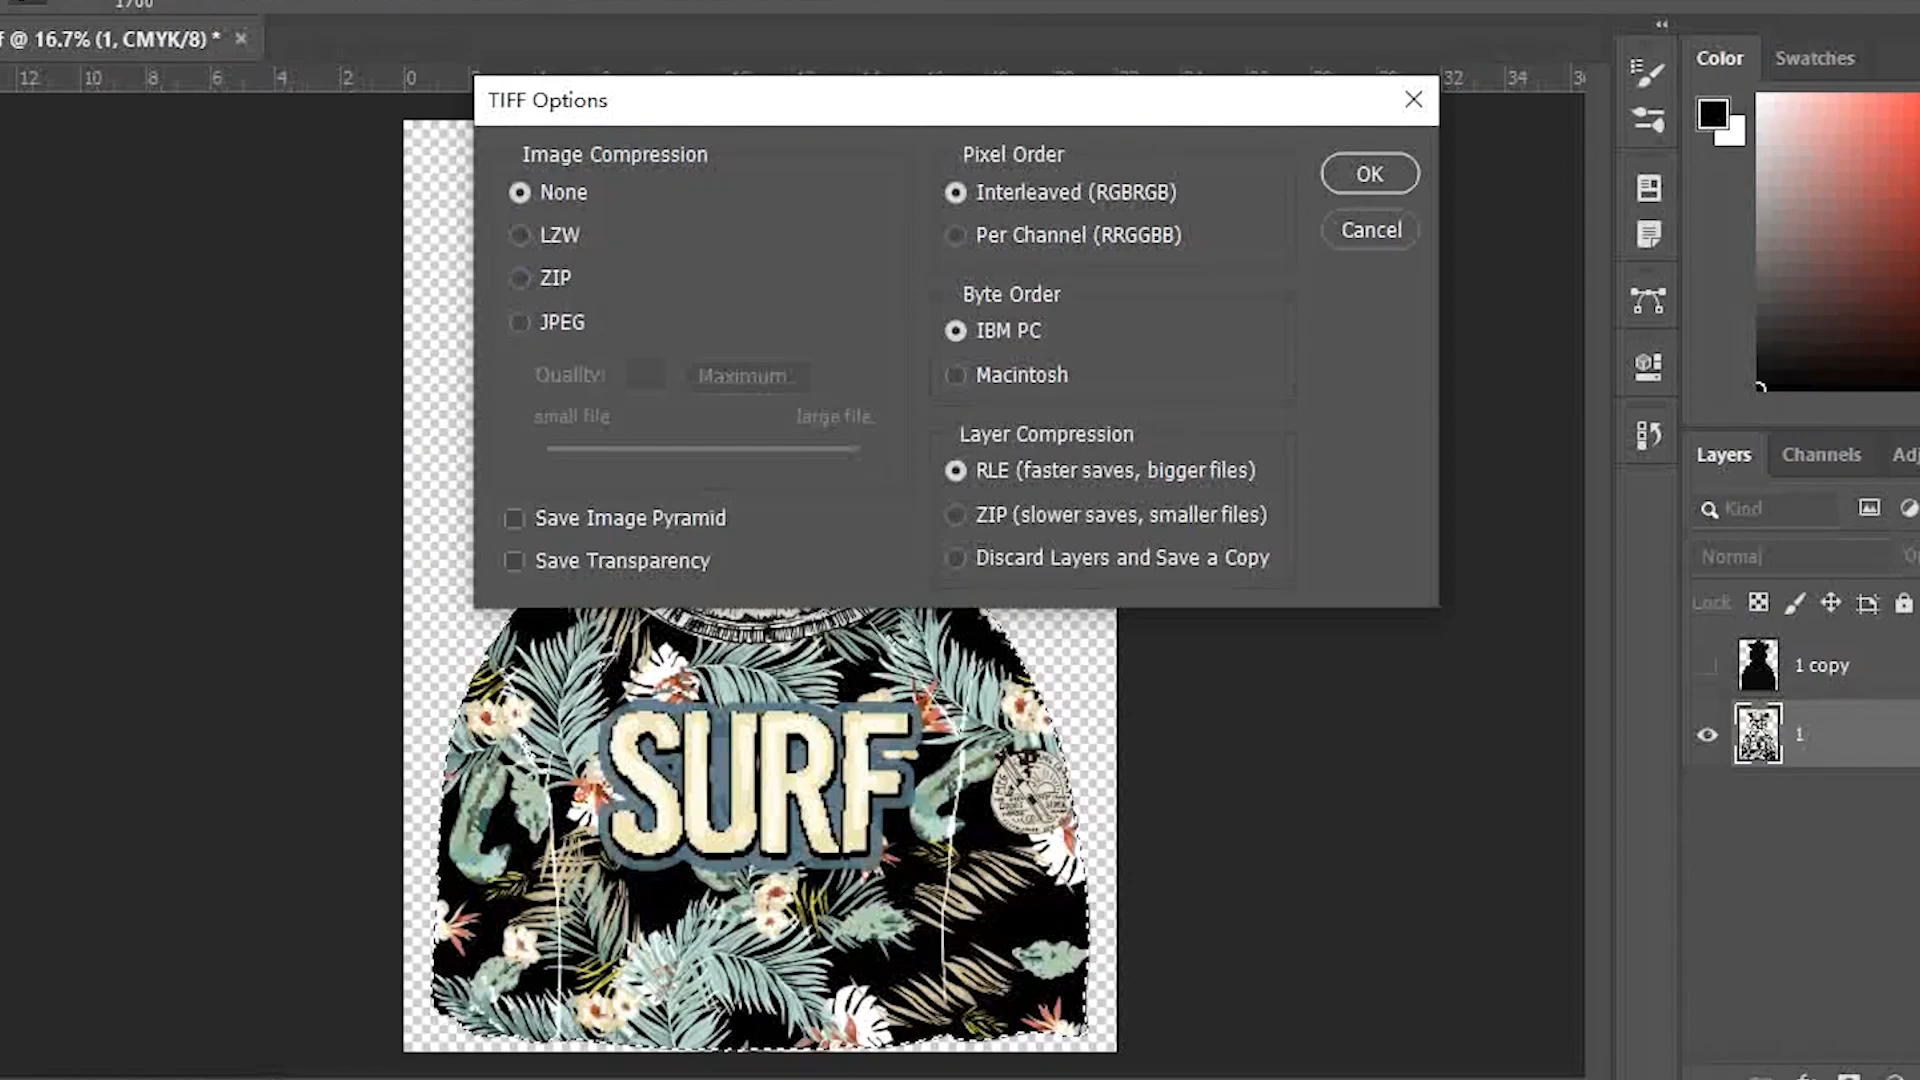 1700
f @ 16.7% (1, CMYK/8) *
12 10 8 6 4 2 0 32 34
TIFF Options
Image Compression
None
LZW
ZIP
JPEG
Quality: Maximum
small file large file
Save Image Pyramid
Save Transparency
Pixel Order
Interleaved (RGBRGB)
Per Channel (RRGGBB)
Byte Order
IBM PC
Macintosh
Layer Compression
RLE (faster saves, bigger files)
ZIP (slower saves, smaller files)
Discard Layers and Save a Copy
OK
Cancel
SURF
Color Swatches
Layers Channels Adj
Kind
Normal
Lock
1 copy
1